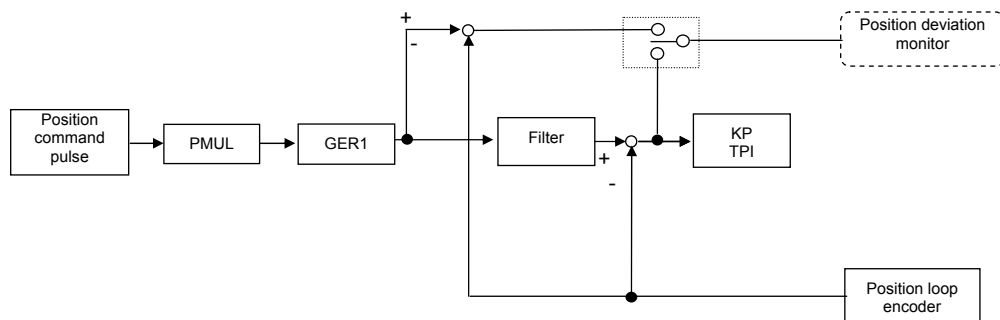 +
-
Position deviation
monitor
Position
command
pulse
PMUL
GER1
Filter
+
-
KP
TPI
Position loop
encoder